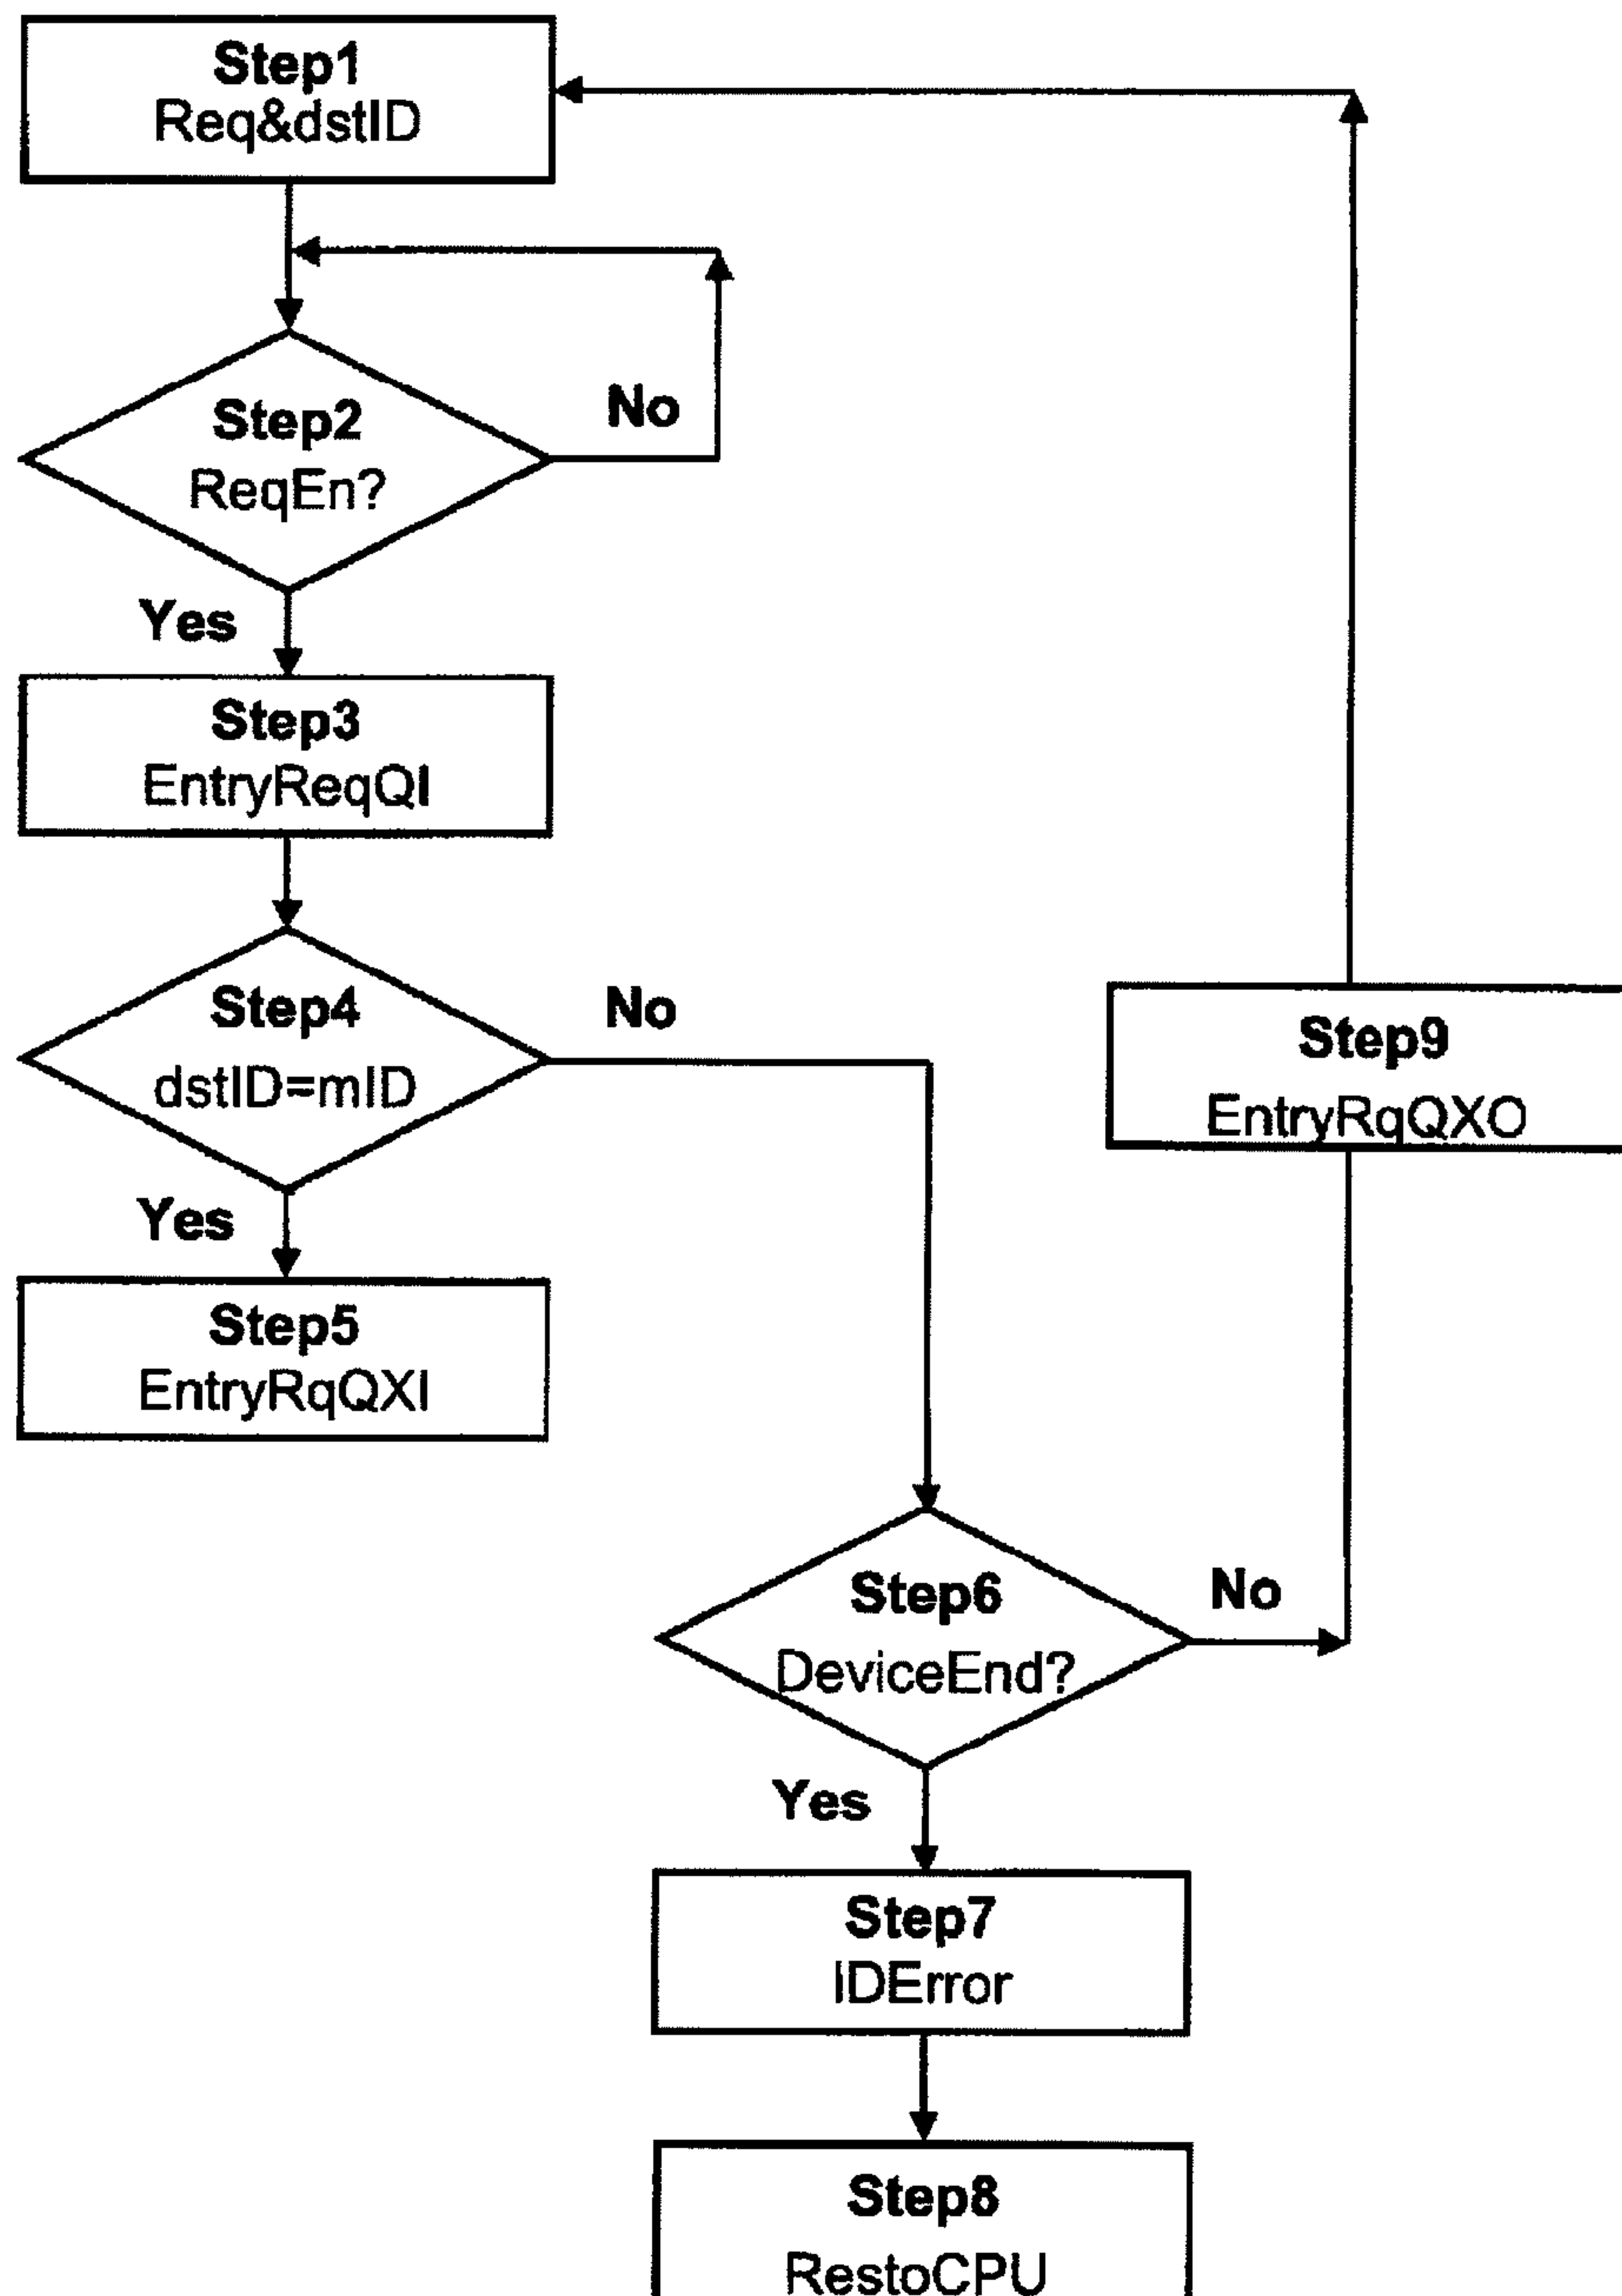 Step1
Req&dstID
Step2
ReqEn?
No
Yes
Step3
EntryReqQI
Step4
dstID=mID
No
Yes
Step5
EntryRqQXI
Step9
EntryRqQXO
Step6
DeviceEnd?
No
Yes
Step7
IDError
Step8
RestoCPU